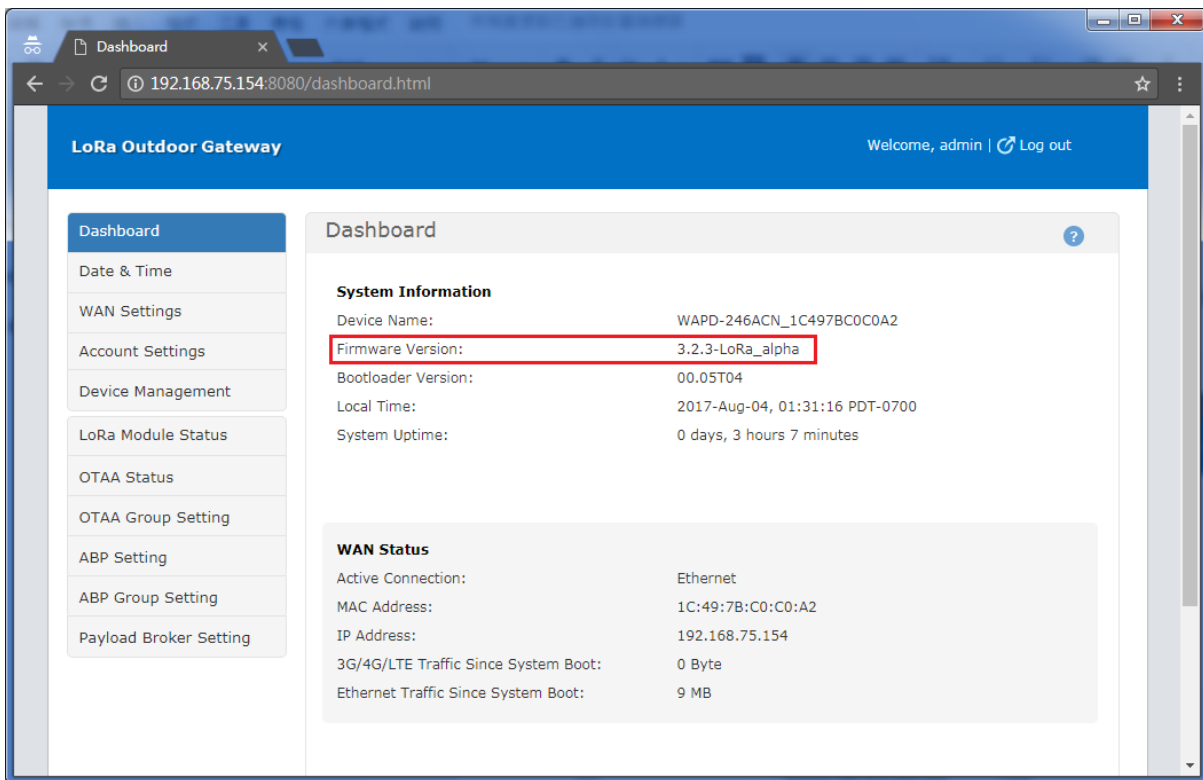 Dashboard
192.168.75.154:8080/dashboard.html
LoRa Outdoor Gateway
Welcome, admin | Log out
Dashboard
Date & Time
WAN Settings
Account Settings
Device Management
LoRa Module Status
OTAA Status
OTAA Group Setting
ABP Setting
ABP Group Setting
Payload Broker Setting
Dashboard
?
System Information
Device Name: WAPD-246ACN_1C497BC0C0A2
Firmware Version: 3.2.3-LoRa_alpha
Bootloader Version: 00.05T04
Local Time: 2017-Aug-04, 01:31:16 PDT-0700
System Uptime: 0 days, 3 hours 7 minutes
WAN Status
Active Connection: Ethernet
MAC Address: 1C:49:7B:C0:C0:A2
IP Address: 192.168.75.154
3G/4G/LTE Traffic Since System Boot: 0 Byte
Ethernet Traffic Since System Boot: 9 MB